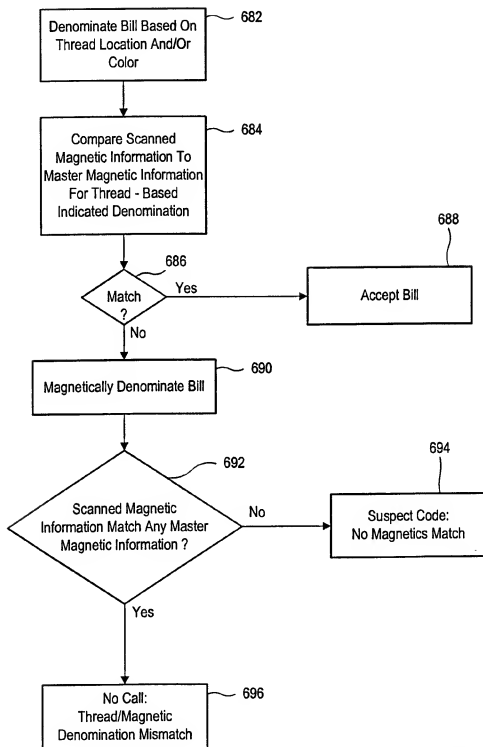 682
Denominate Bill Based On
Thread Location And/Or
Color
684
Compare Scanned
Magnetic Information To
Master Magnetic Information
For Thread - Based
Indicated Denomination
686
Match
?
Yes
No
688
Accept Bill
690
Magnetically Denominate Bill
692
Scanned Magnetic
Information Match Any Master
Magnetic Information ?
No
Yes
694
Suspect Code:
No Magnetics Match
696
No Call:
Thread/Magnetic
Denomination Mismatch